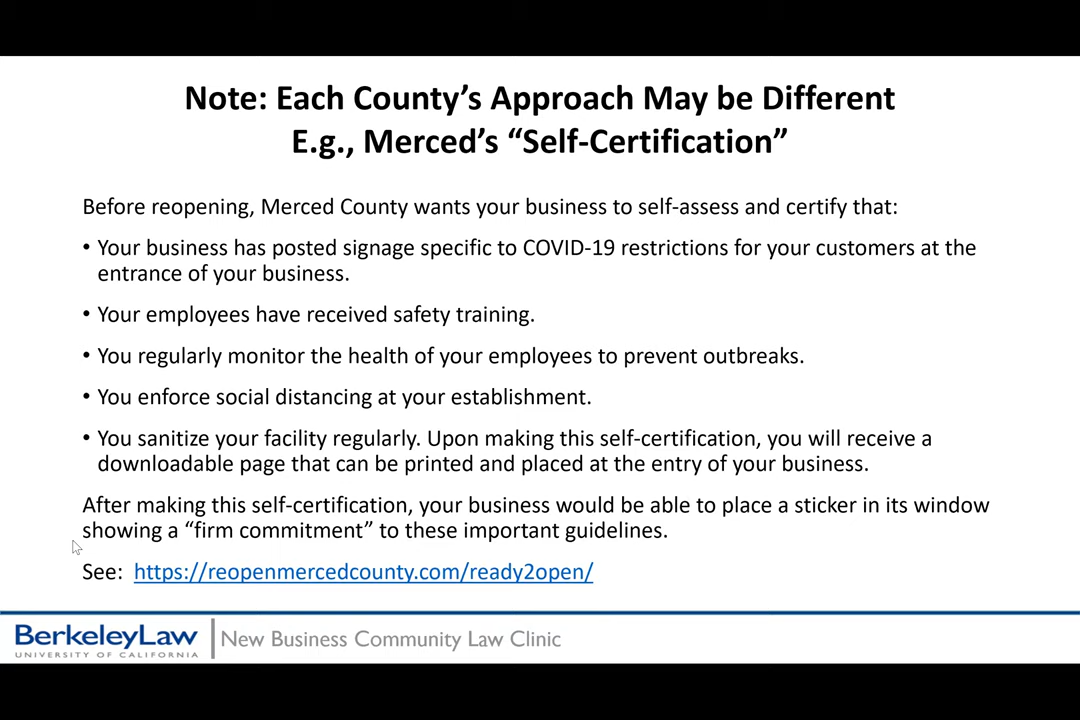 Note: Each County’s Approach May be Different
E.g., Merced’s “Self-Certification”
Before reopening, Merced County wants your business to self-assess and certify that:
• Your business has posted signage specific to COVID-19 restrictions for your customers at the
entrance of your business.
• Your employees have received safety training.
• You regularly monitor the health of your employees to prevent outbreaks.
• You enforce social distancing at your establishment.
• You sanitize your facility regularly. Upon making this self-certification, you will receive a
downloadable page that can be printed and placed at the entry of your business.
After making this self-certification, your business would be able to place a sticker in its window
showing a “firm commitment” to these important guidelines.
See: https://reopenmercedcounty.com/ready2open/
BerkeleyLaw
UNIVERSITY OF CALIFORNIA
New Business Community Law Clinic